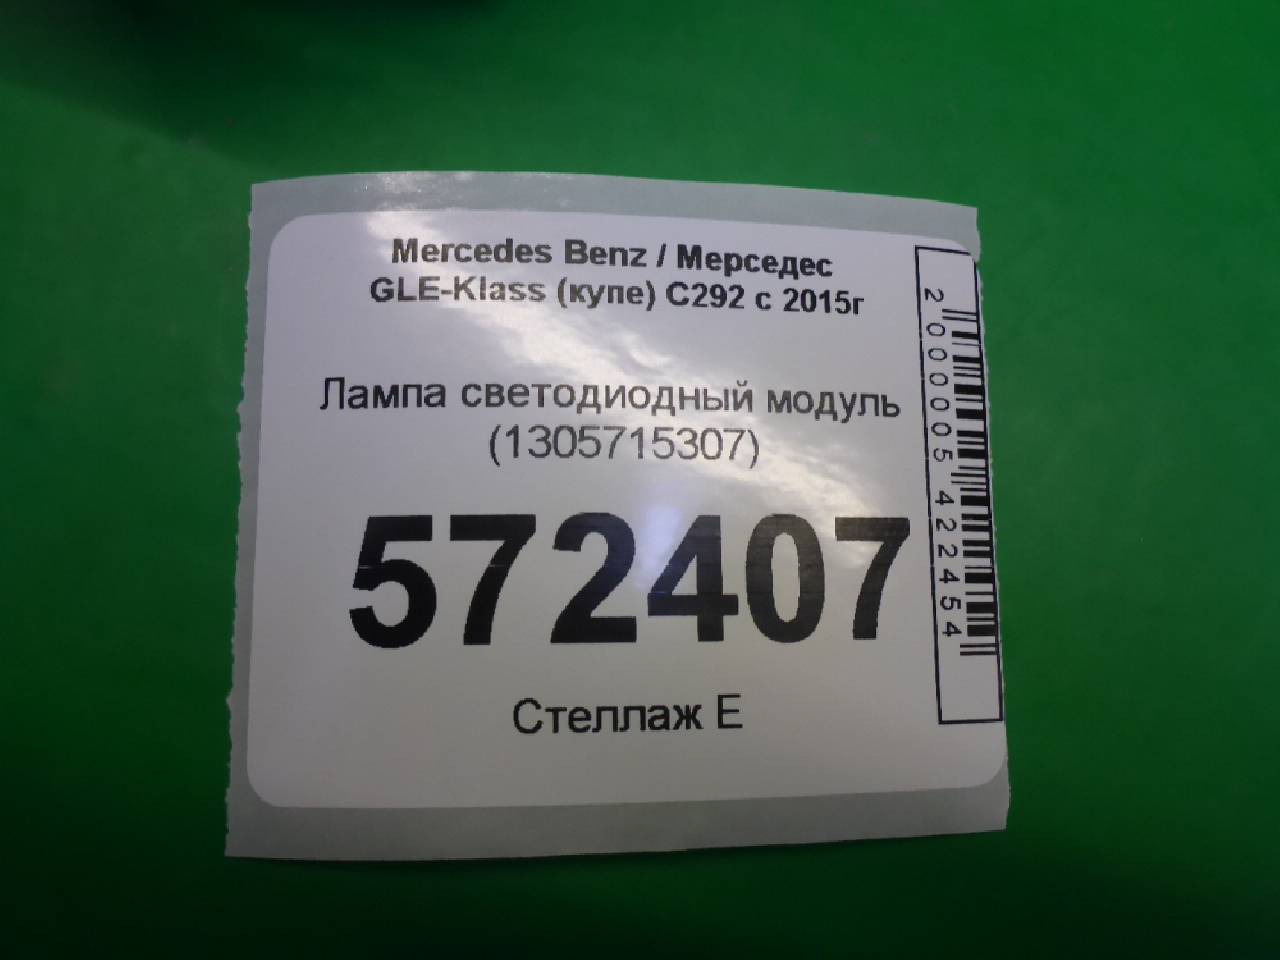 Mercedes Benz / Мерседес
GLE-Klass (купе) C292 с 2015г
Лампа светодиодный модуль
(1305715307)
572407
Стеллаж Е
2000005422454